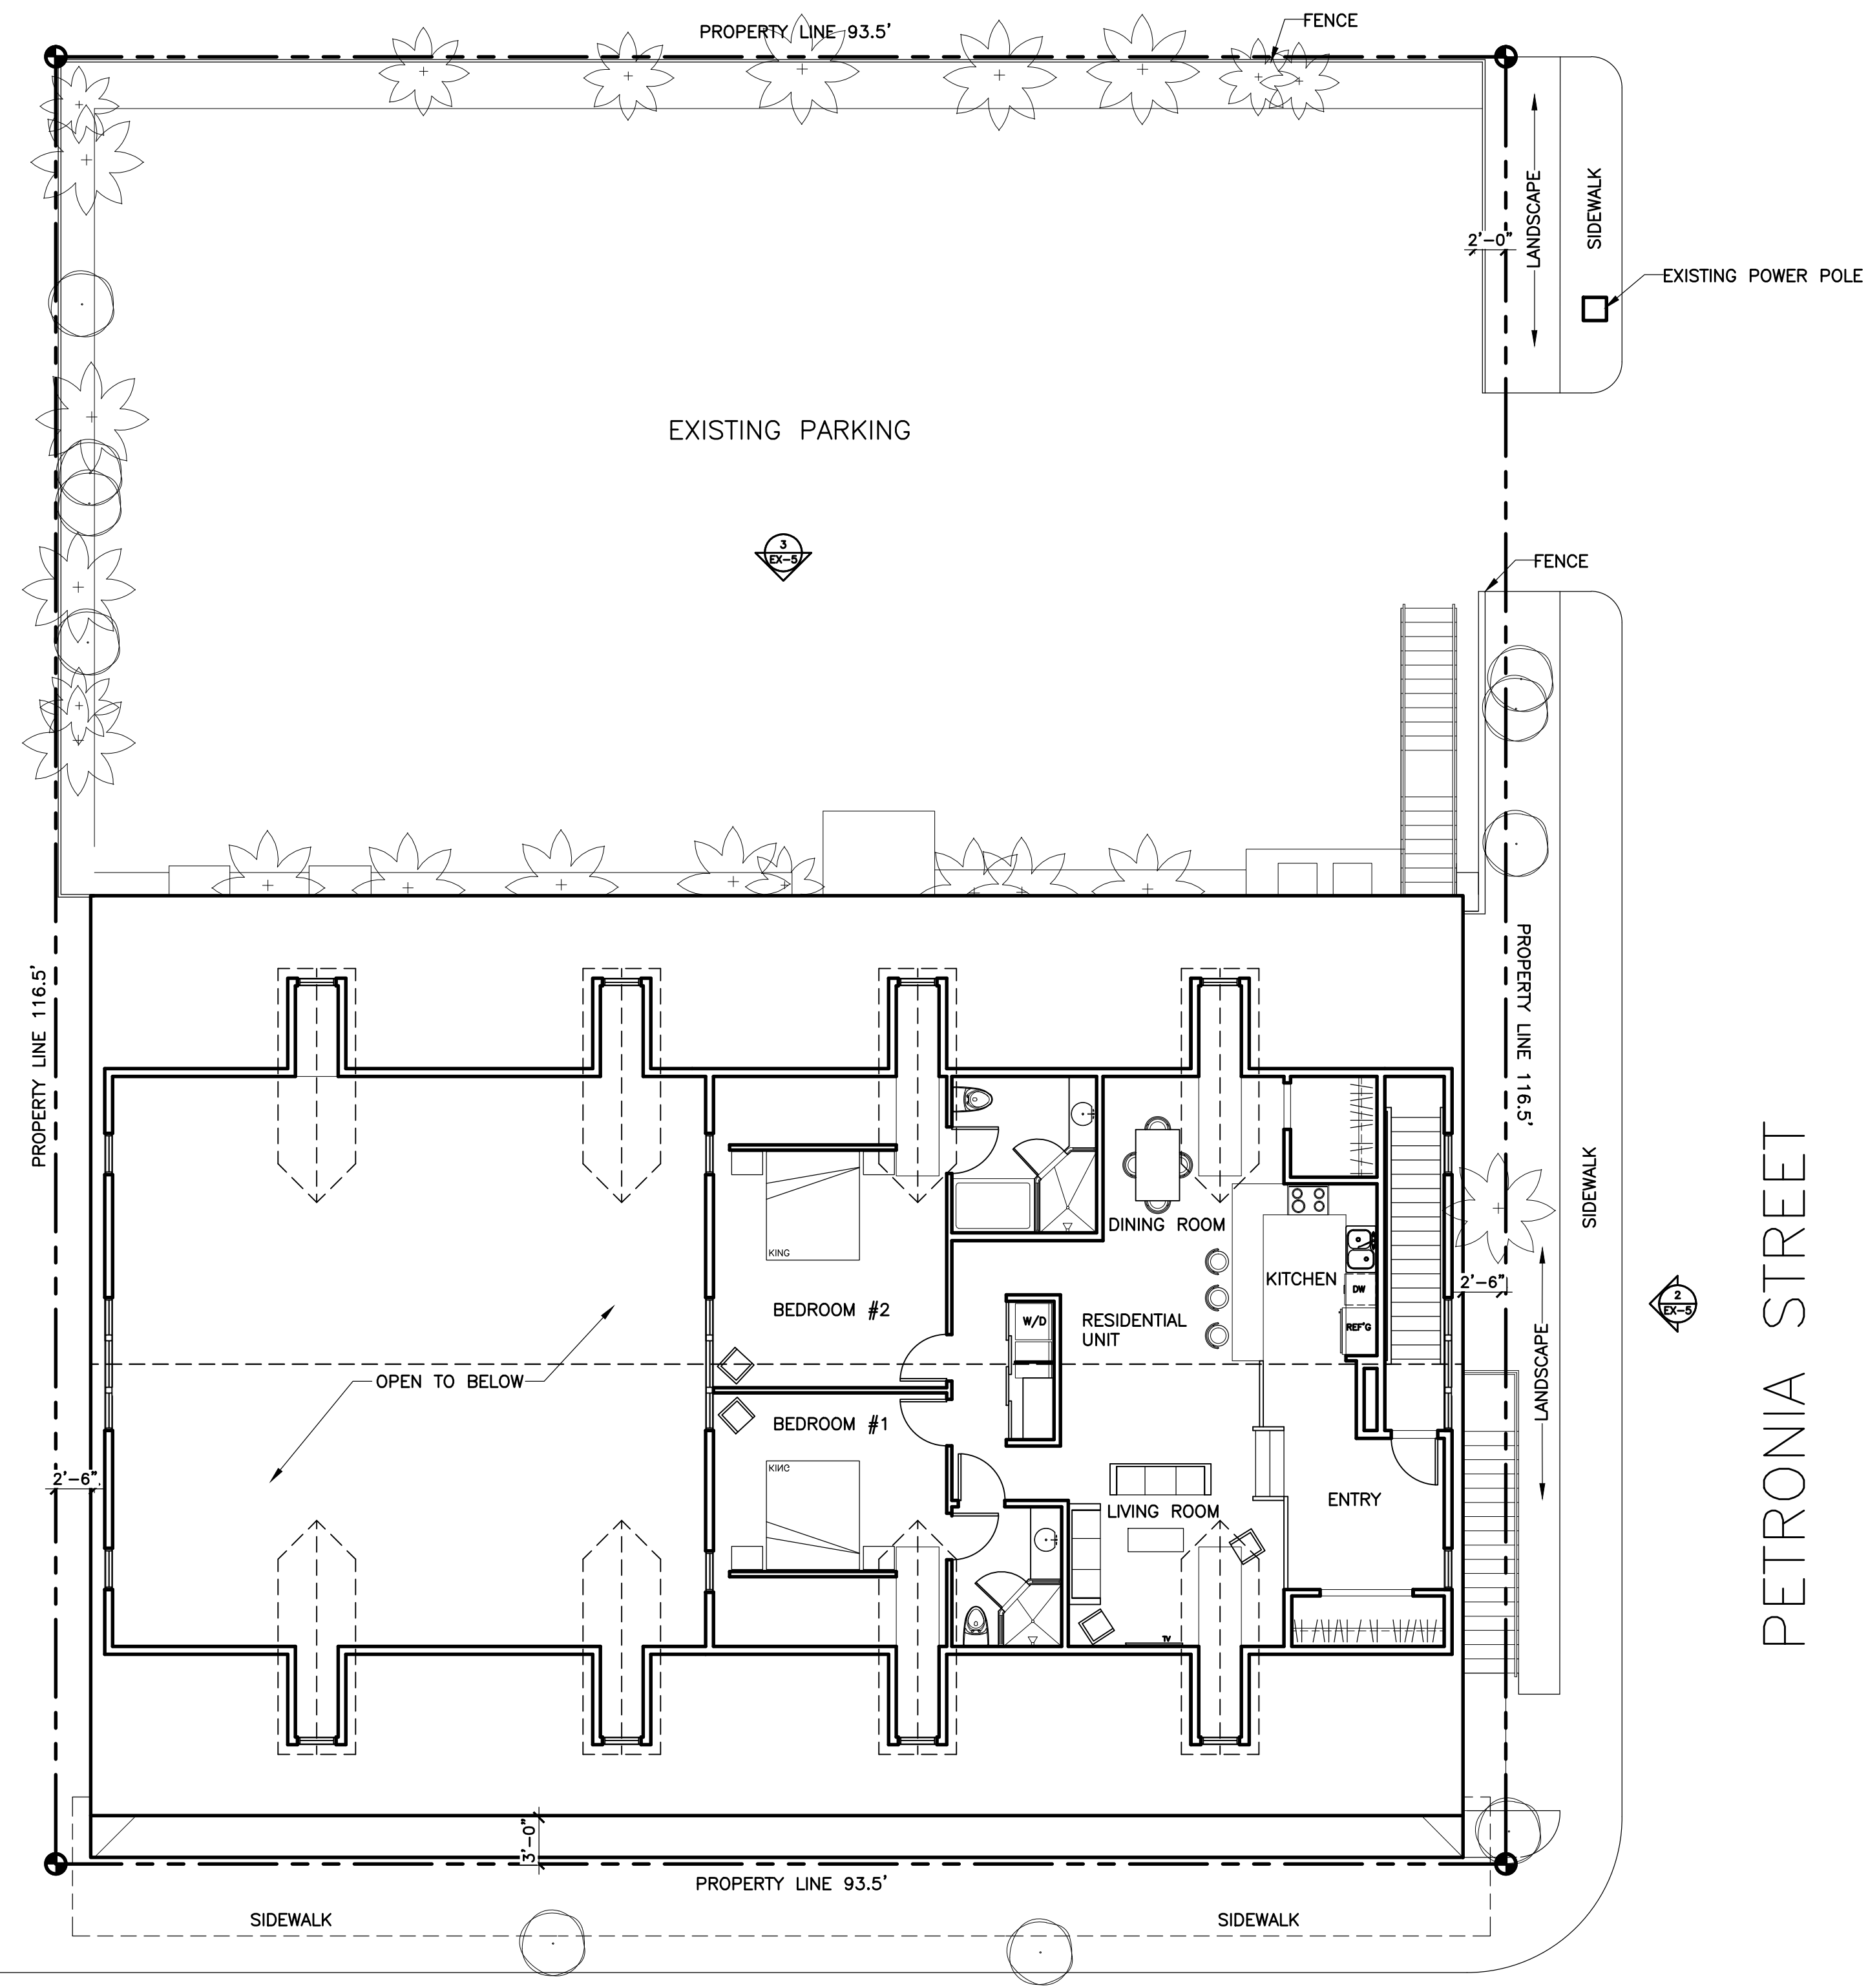 PROPERTY LINE 93.5'
FENCE
LANDSCAPE
SIDEWALK
2'-0"
EXISTING POWER POLE
EXISTING PARKING
3
EX-5
FENCE
PROPERTY LINE 116.5'
PROPERTY LINE 116.5'
SIDEWALK
PETRONIA STREET
DINING ROOM
KING
KITCHEN
2'-6"
DW
BEDROOM #2
W/D
RESIDENTIAL
UNIT
REF'G
2
EX-5
LANDSCAPE
OPEN TO BELOW
BEDROOM #1
KING
2'-6"
LIVING ROOM
ENTRY
TV
3'-0"
PROPERTY LINE 93.5'
SIDEWALK
SIDEWALK